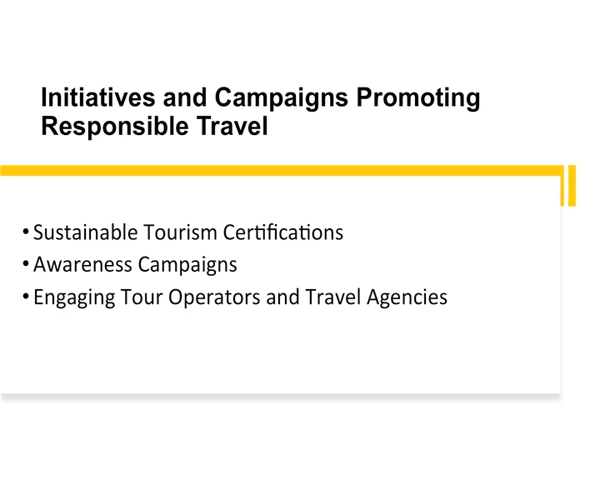 Initiatives and Campaigns Promoting
Responsible Travel
• Sustainable Tourism Certifications
• Awareness Campaigns
• Engaging Tour Operators and Travel Agencies